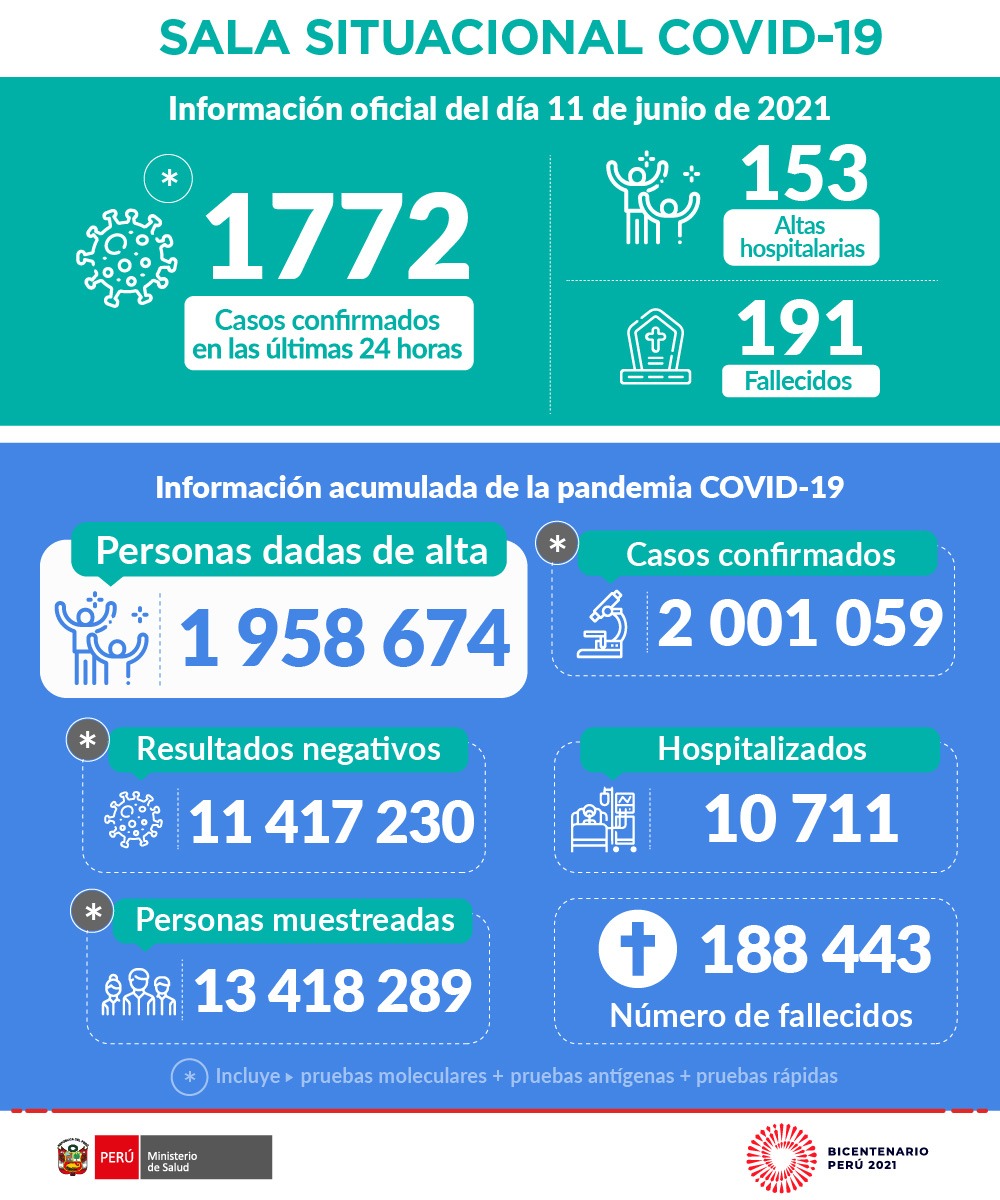 SALA SITUACIONAL COVID-19
Información oficial del día 11 de junio de 2021
*
1772
Casos confirmados
en las últimas 24 horas
153
Altas
hospitalarias
191
Fallecidos
Información acumulada de la pandemia COVID-19
Personas dadas de alta
1 958 674
*
Casos confirmados
2 001 059
*
Resultados negativos
11 417 230
Hospitalizados
10 711
*
Personas muestreadas
13 418 289
188 443
Número de fallecidos
* Incluye ▸ pruebas moleculares + pruebas antígenas + pruebas rápidas
PERÚ
Ministerio
de Salud
BICENTENARIO
PERÚ 2021